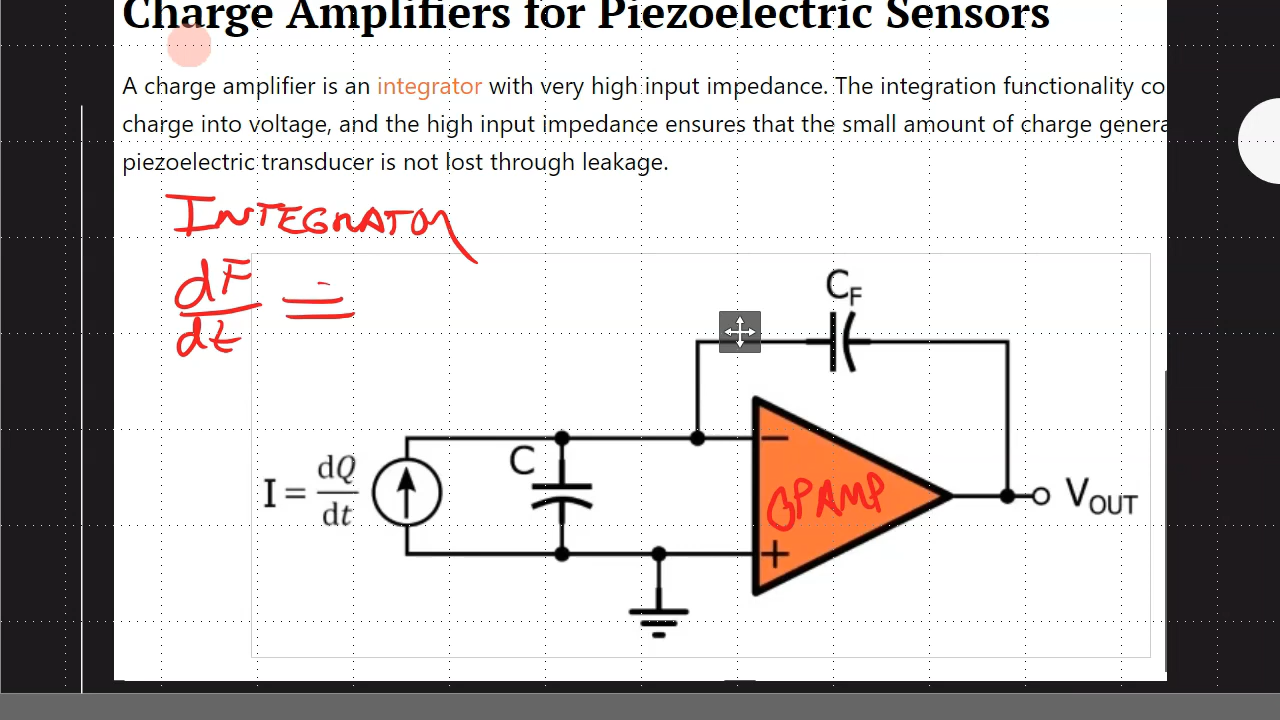 Charge Amplifiers for Piezoelectric Sensors
A charge amplifier is an integrator with very high input impedance. The integration functionality co
charge into voltage, and the high input impedance ensures that the small amount of charge genera
piezoelectric transducer is not lost through leakage.
INTEGRATOR
dF
dt
=
CF
C
I = dQ
dt
OPAMP
−
+
VOUT